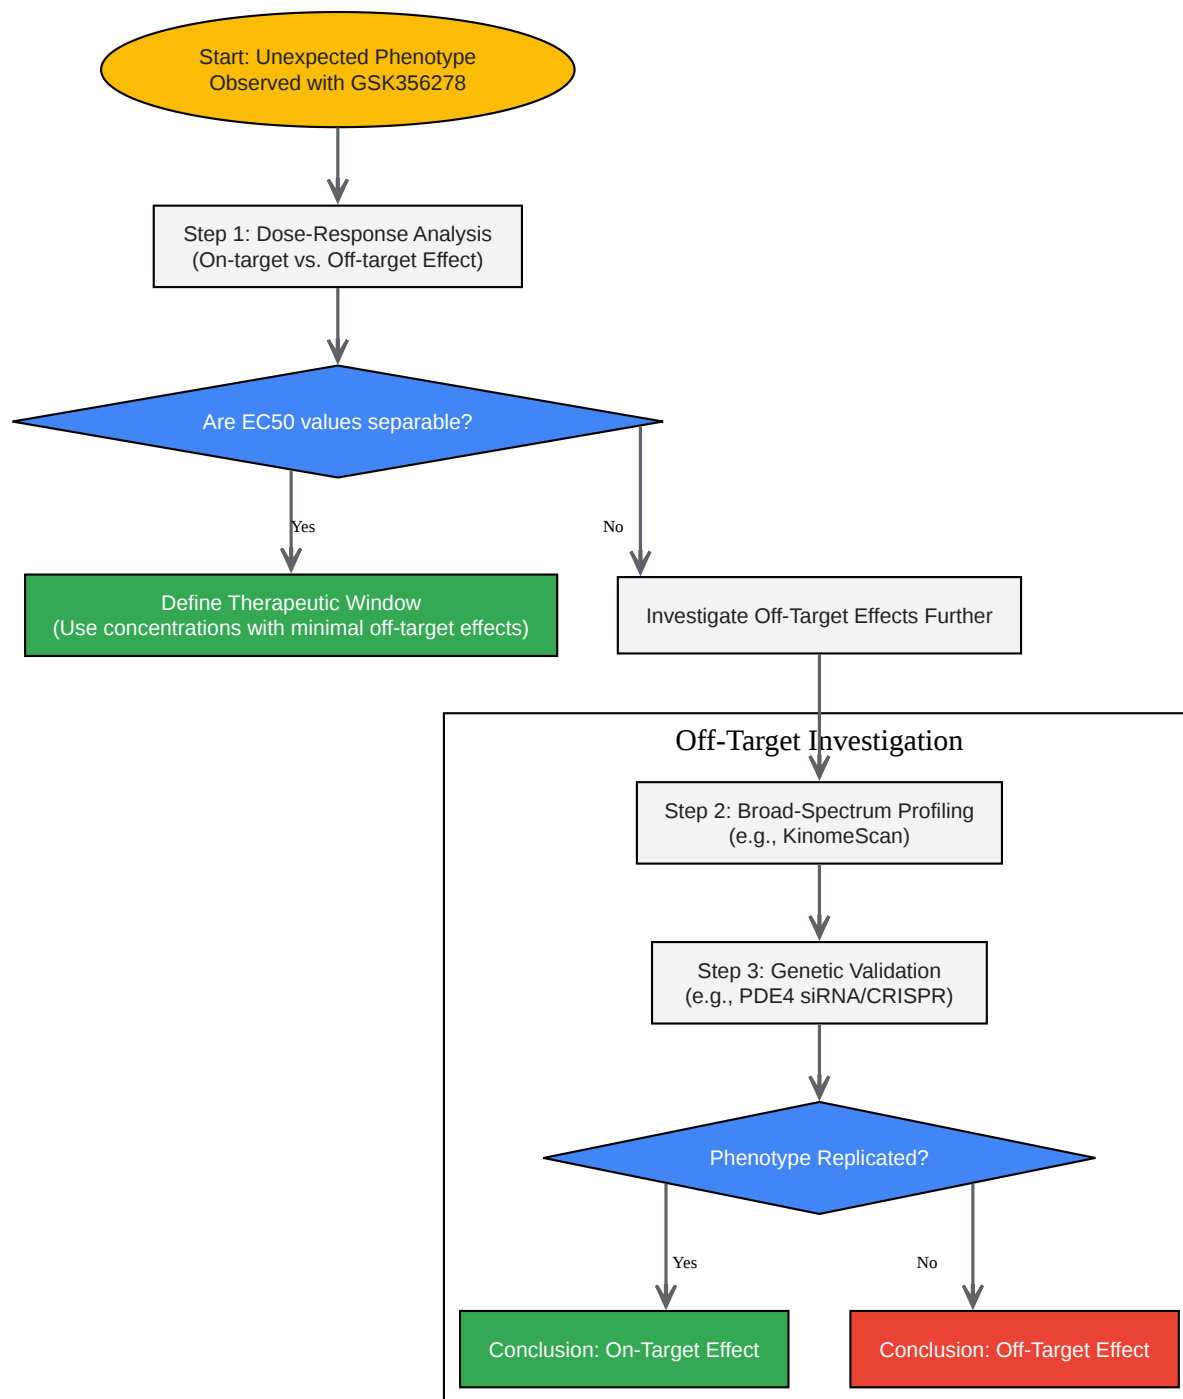 Start: Unexpected Phenotype
Observed with GSK356278
Step 1: Dose-Response Analysis
(On-target vs. Off-target Effect)
Are EC50 values separable?
Yes
No
Define Therapeutic Window
(Use concentrations with minimal off-target effects)
Investigate Off-Target Effects Further
Off-Target Investigation
Step 2: Broad-Spectrum Profiling
(e.g., KinomeScan)
Step 3: Genetic Validation
(e.g., PDE4 siRNA/CRISPR)
Phenotype Replicated?
Yes
No
Conclusion: On-Target Effect
Conclusion: Off-Target Effect